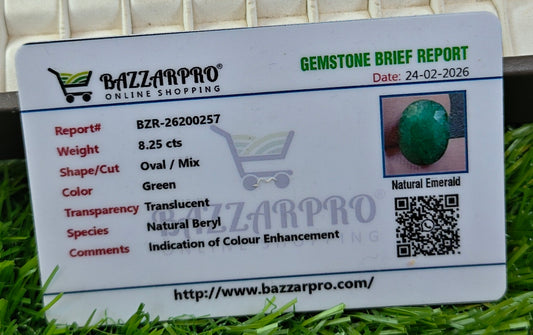 BAZZARPRO®
ONLINE SHOPPING
GEMSTONE BRIEF REPORT
Date: 24-02-2026
Report# BZR-26200257
Weight 8.25 cts
Shape/Cut Oval / Mix
Color Green
Transparency Translucent
Species Natural Beryl
Comments Indication of Colour Enhancement
Natural Emerald
BAZZARPRO®
ONLINE SHOPPING
http://www.bazzarpro.com/